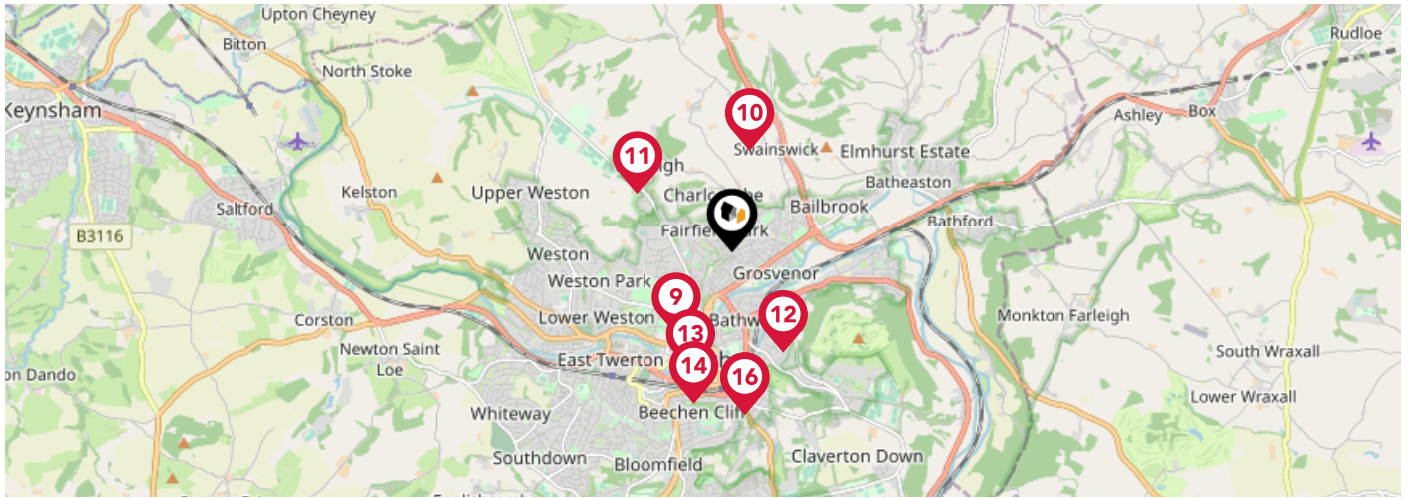 Upton Cheyney
Rudloe
Bitton
North Stoke
Keynsham
10
Ashley
Box
Swainswick
Elmhurst Estate
11
Batheaston
Kelston
Upper Weston
Bailbrook
Saltford
Bathford
B3116
Weston
Grosvenor
Weston Park
9
12
Monkton Farleigh
Corston
Lower Weston
13
Newton Saint
Loe
East Twerton
14
16
South Wraxall
on Dando
Lower Wraxall
Whiteway
Beechen Cliff
Southdown
Bloomfield
Claverton Down